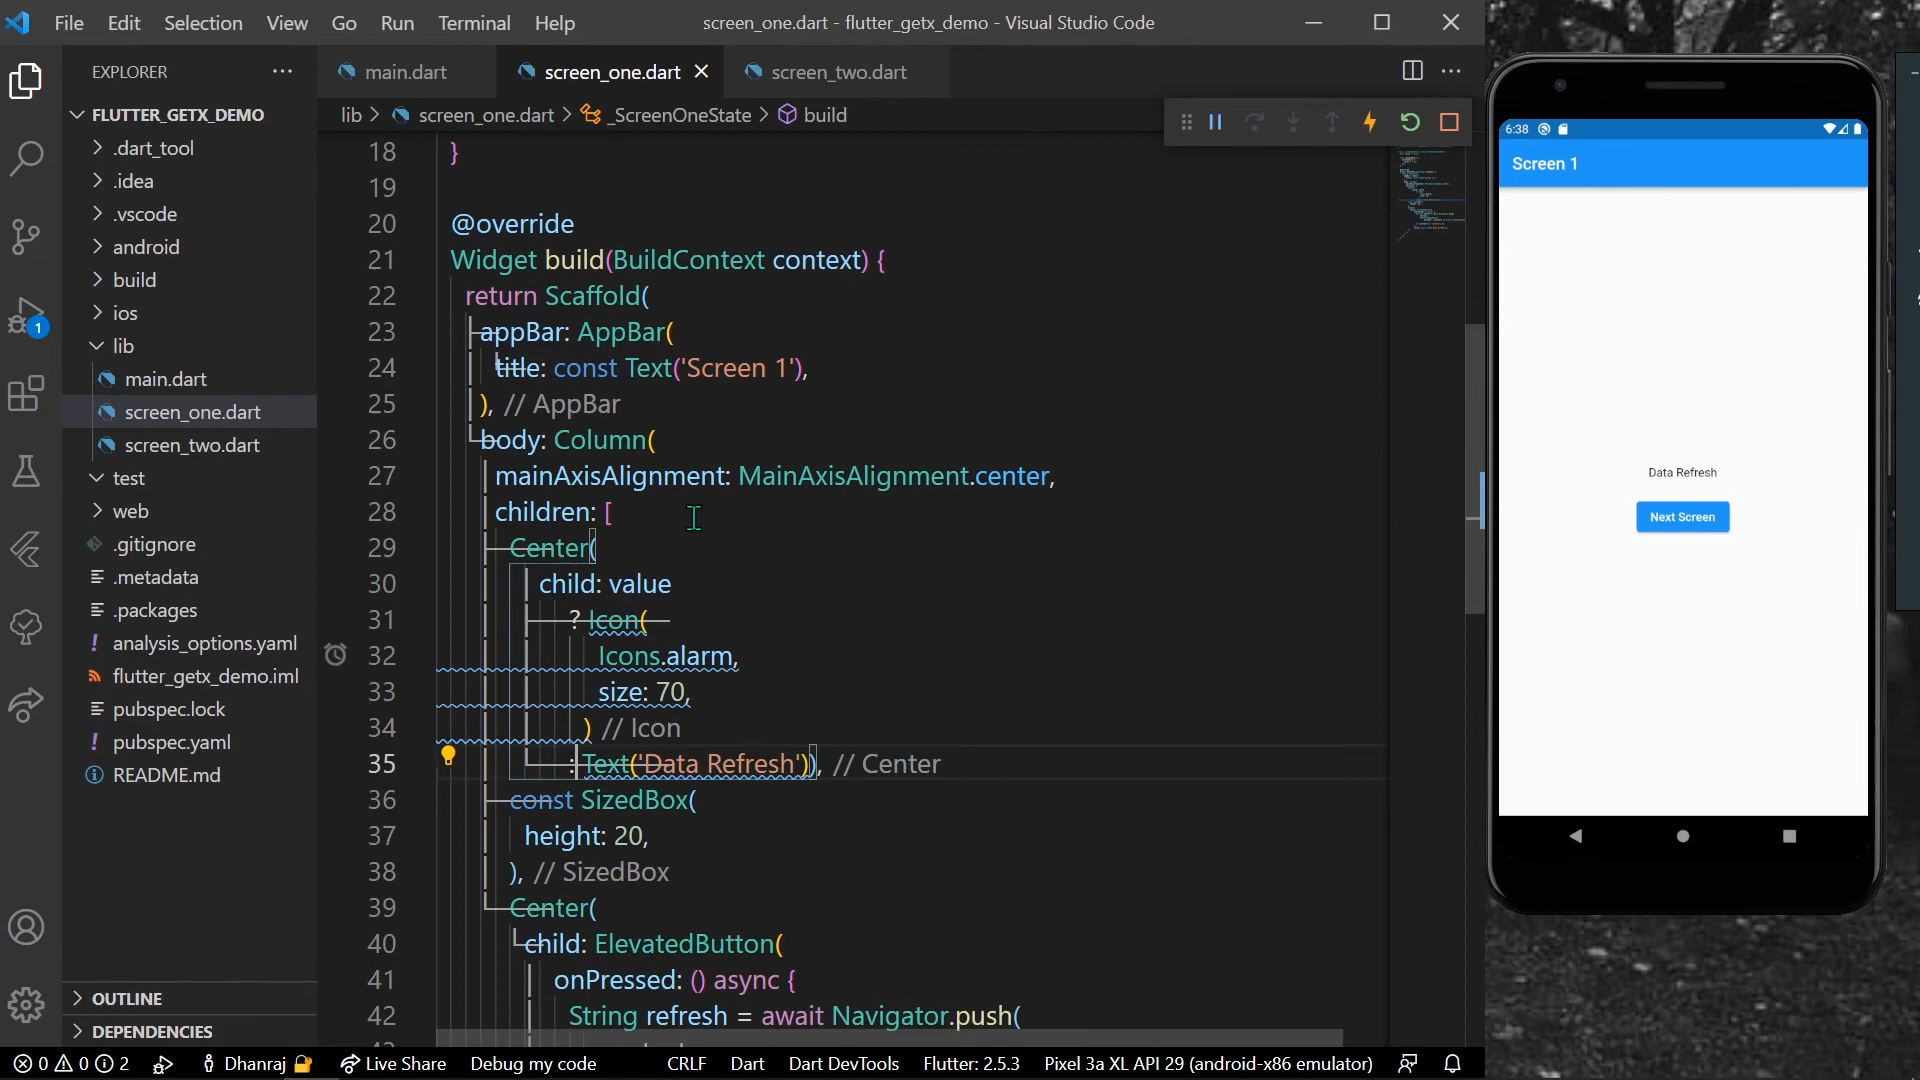 File Edit Selection View Go Run Terminal Help
screen_one.dart - flutter_getx_demo - Visual Studio Code
EXPLORER
main.dart
screen_one.dart
screen_two.dart
FLUTTER_GETX_DEMO
lib > screen_one.dart > _ScreenOneState > build
.dart_tool
.idea
.vscode
android
build
ios
lib
main.dart
screen_one.dart
screen_two.dart
test
web
.gitignore
.metadata
.packages
analysis_options.yaml
flutter_getx_demo.iml
pubspec.lock
pubspec.yaml
README.md
OUTLINE
DEPENDENCIES
1
18 }
19
20 @override
21 Widget build(BuildContext context) {
22 return Scaffold(
23 appBar: AppBar(
24 title: const Text('Screen 1'),
25 ), // AppBar
26 body: Column(
27 mainAxisAlignment: MainAxisAlignment.center,
28 children: [
29 Center(
30 child: value
31 ? Icon(
32 Icons.alarm,
33 size: 70,
34 ) // Icon
35 : Text('Data Refresh')), // Center
36 const SizedBox(
37 height: 20,
38 ), // SizedBox
39 Center(
40 child: ElevatedButton(
41 onPressed: () async {
42 String refresh = await Navigator.push(
6:38
Screen 1
Data Refresh
Next Screen
0 0 2 Dhanraj Live Share Debug my code CRLF Dart Dart DevTools Flutter: 2.5.3 Pixel 3a XL API 29 (android-x86 emulator)